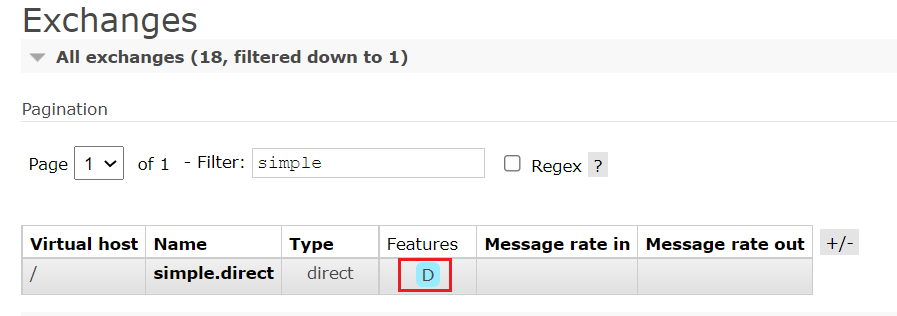 Exchanges
All exchanges (18, filtered down to 1)
Pagination
Page 1 of 1 - Filter: simple Regex ?
Virtual host Name Type Features Message rate in Message rate out +/-
/ simple.direct direct D